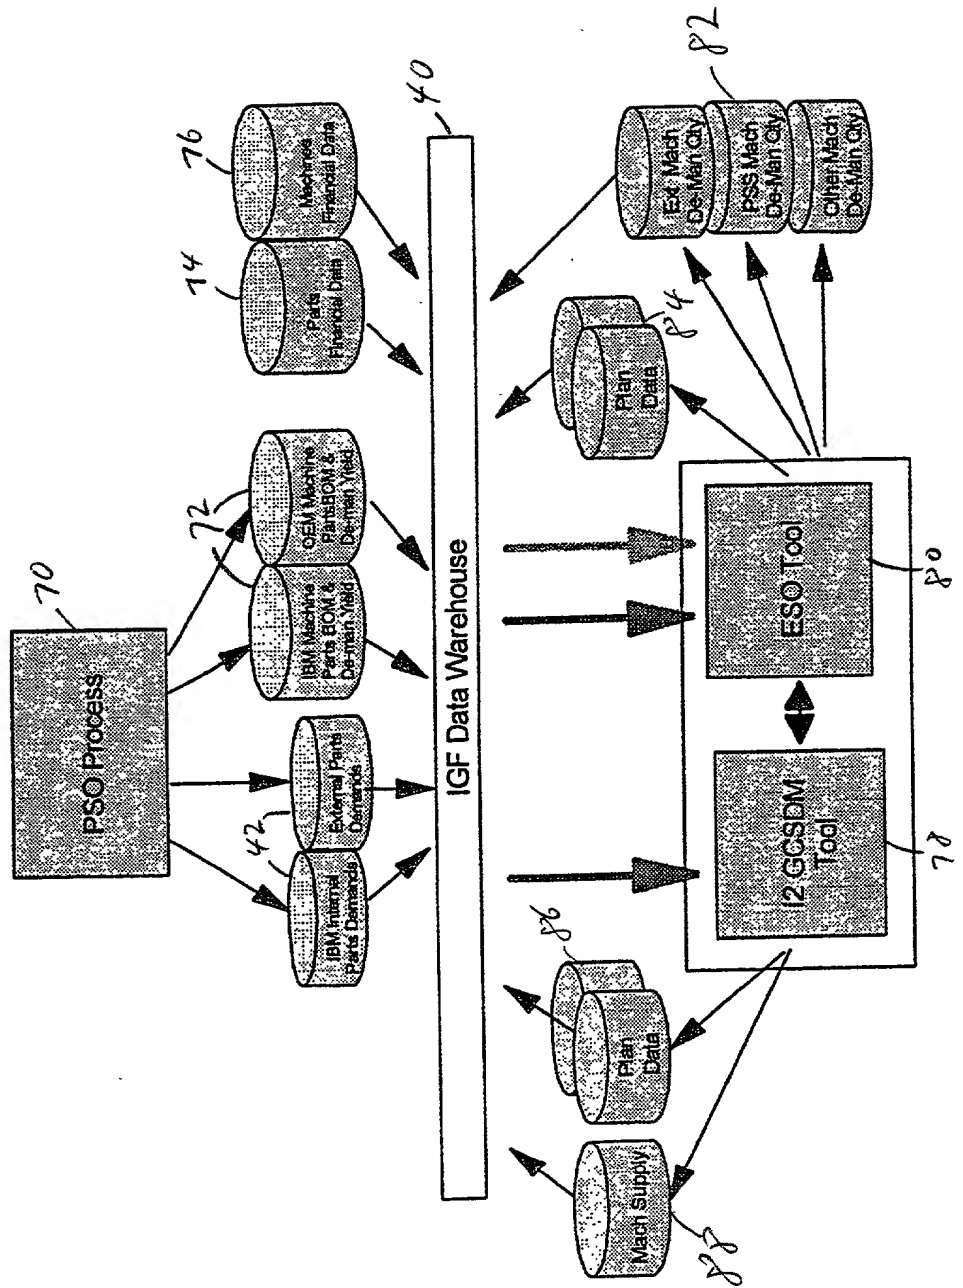 PSO Process
70
42
IBM Internal
Parts Demands
External Parts
Demands
72
IBM Machine
Parts BOM &
De-man Yield
OEM Machine
PartsBOM &
De-man Yield
74
Parts
Financial Data
76
Machines
Financial Data
IGF Data Warehouse
40
Mach Supply
88
Plan
Data
86
Plan
Data
84
Ex. Mach
De-Man Qty
PSS Mach
De-Man Qty
Other Mach
De-Man Qty
82
I2 GCSDM
Tool
78
ESO Tool
80